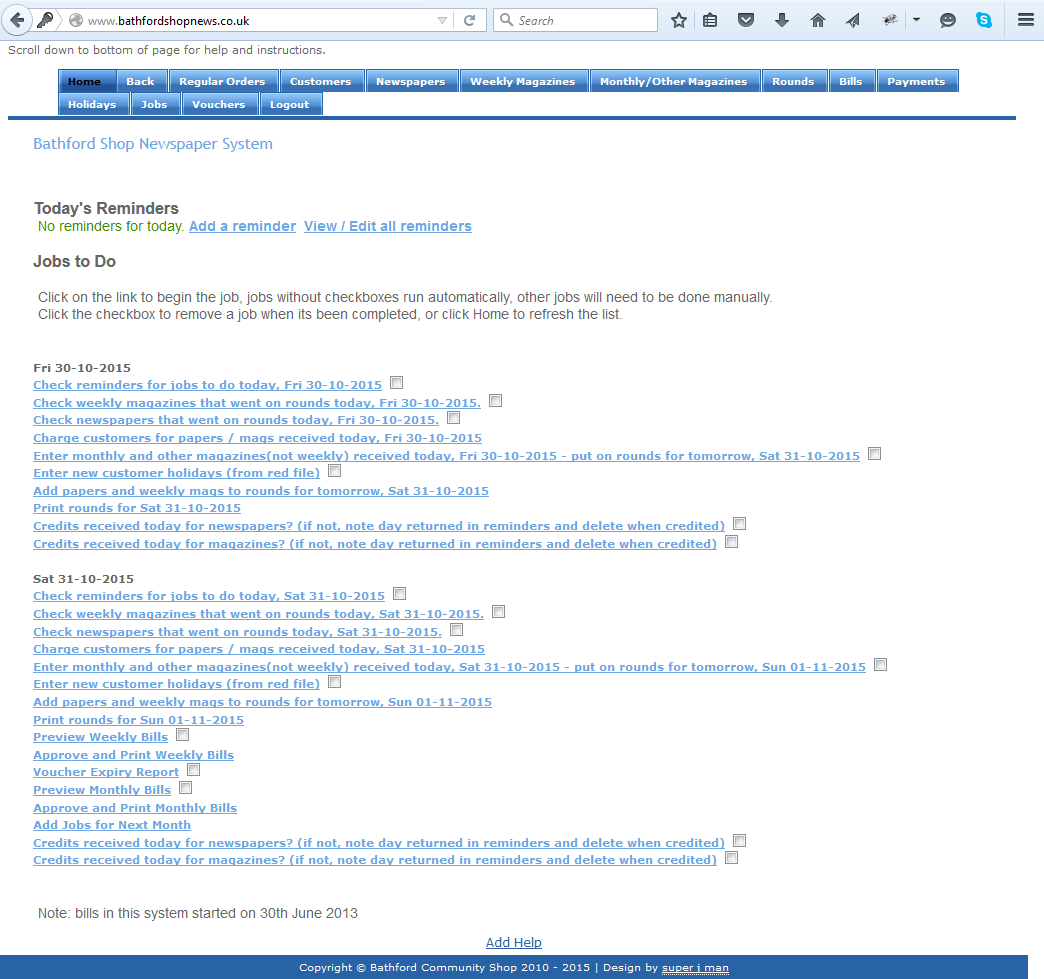 www.bathfordshopnews.co.uk Search
Scroll down to bottom of page for help and instructions.
Home Back Regular Orders Customers Newspapers Weekly Magazines Monthly/Other Magazines Rounds Bills Payments
Holidays Jobs Vouchers Logout
Bathford Shop Newspaper System
Today's Reminders
No reminders for today. Add a reminder View / Edit all reminders
Jobs to Do
Click on the link to begin the job, jobs without checkboxes run automatically, other jobs will need to be done manually.
Click the checkbox to remove a job when its been completed, or click Home to refresh the list.
Fri 30-10-2015
Check reminders for jobs to do today, Fri 30-10-2015
Check weekly magazines that went on rounds today, Fri 30-10-2015.
Check newspapers that went on rounds today, Fri 30-10-2015.
Charge customers for papers / mags received today, Fri 30-10-2015
Enter monthly and other magazines(not weekly) received today, Fri 30-10-2015 - put on rounds for tomorrow, Sat 31-10-2015
Enter new customer holidays (from red file)
Add papers and weekly mags to rounds for tomorrow, Sat 31-10-2015
Print rounds for Sat 31-10-2015
Credits received today for newspapers? (if not, note day returned in reminders and delete when credited)
Credits received today for magazines? (if not, note day returned in reminders and delete when credited)
Sat 31-10-2015
Check reminders for jobs to do today, Sat 31-10-2015
Check weekly magazines that went on rounds today, Sat 31-10-2015.
Check newspapers that went on rounds today, Sat 31-10-2015.
Charge customers for papers / mags received today, Sat 31-10-2015
Enter monthly and other magazines(not weekly) received today, Sat 31-10-2015 - put on rounds for tomorrow, Sun 01-11-2015
Enter new customer holidays (from red file)
Add papers and weekly mags to rounds for tomorrow, Sun 01-11-2015
Print rounds for Sun 01-11-2015
Preview Weekly Bills
Approve and Print Weekly Bills
Voucher Expiry Report
Preview Monthly Bills
Approve and Print Monthly Bills
Add Jobs for Next Month
Credits received today for newspapers? (if not, note day returned in reminders and delete when credited)
Credits received today for magazines? (if not, note day returned in reminders and delete when credited)
Note: bills in this system started on 30th June 2013
Add Help
Copyright © Bathford Community Shop 2010 - 2015 | Design by super j man